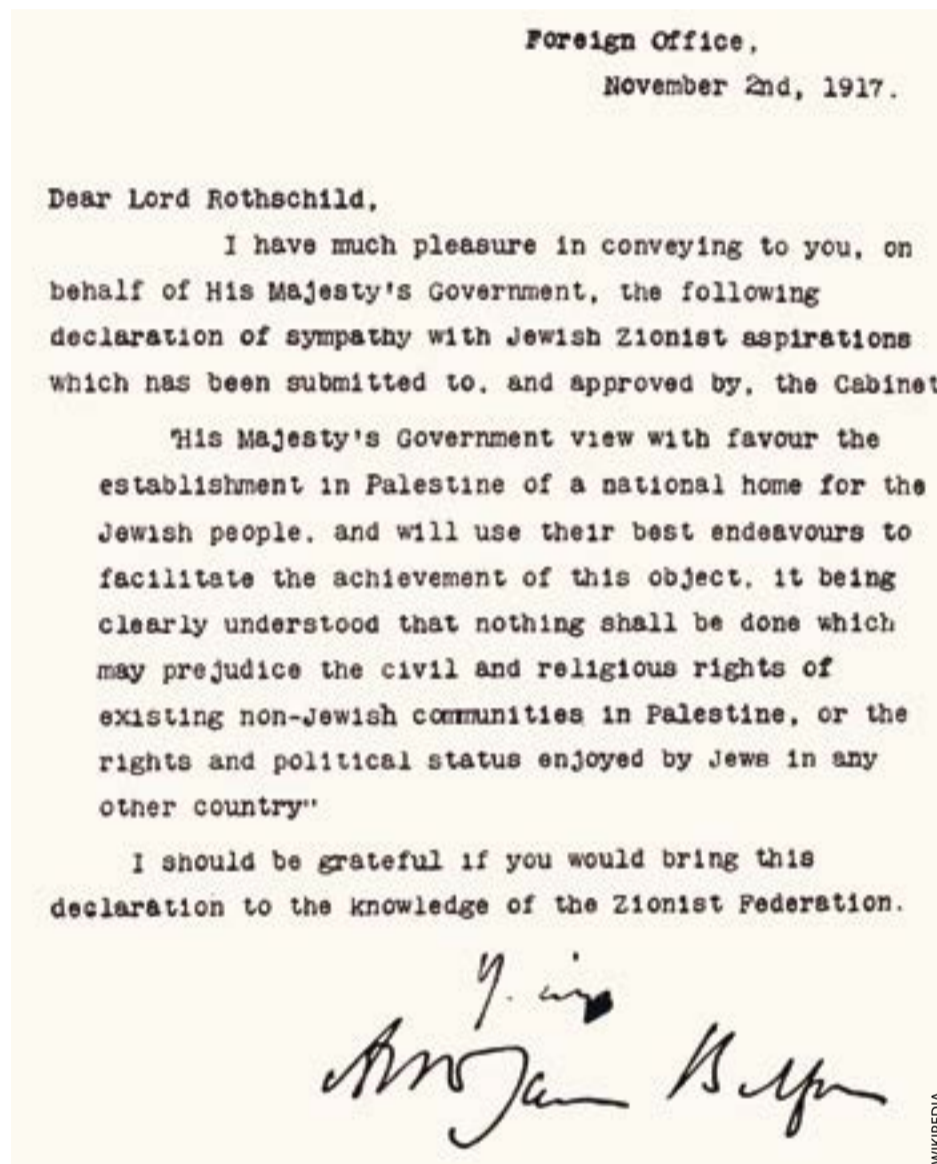 Foreign Office,
November 2nd, 1917.
Dear Lord Rothschild,
I have much pleasure in conveying to you, on
behalf of His Majesty's Government, the following
declaration of sympathy with Jewish Zionist aspirations
which has been submitted to, and approved by, the Cabinet
"His Majesty's Government view with favour the
establishment in Palestine of a national home for the
Jewish people, and will use their best endeavours to
facilitate the achievement of this object, it being
clearly understood that nothing shall be done which
may prejudice the civil and religious rights of
existing non-Jewish communities in Palestine, or the
rights and political status enjoyed by Jews in any
other country"
I should be grateful if you would bring this
declaration to the knowledge of the Zionist Federation.
Arthur James Balfour
WIKIPEDIA